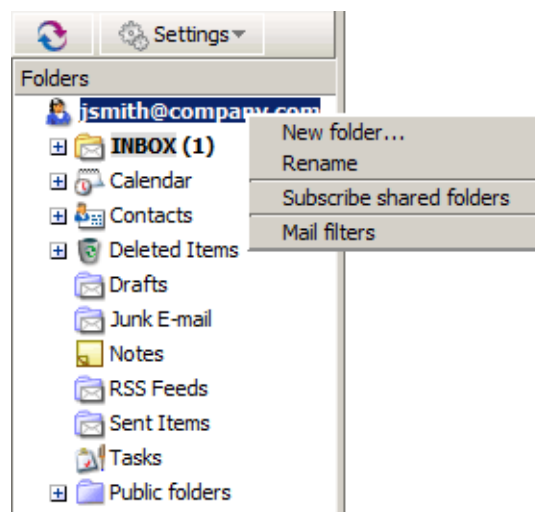 Settings
Folders
jsmith@company.com
INBOX (1)
New folder...
Rename
Calendar
Subscribe shared folders
Contacts
Mail filters
Deleted Items
Drafts
Junk E-mail
Notes
RSS Feeds
Sent Items
Tasks
Public folders